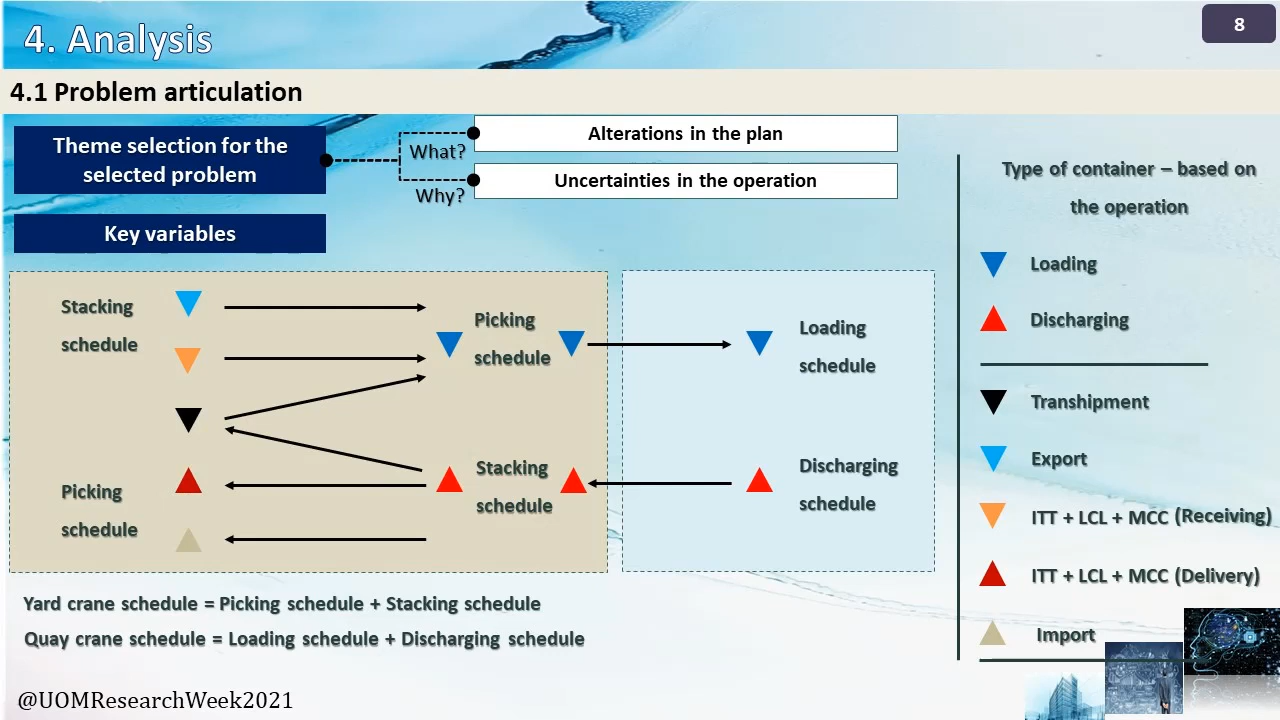 4. Analysis
8
4.1 Problem articulation
Theme selection for the
selected problem
What?
Why?
Alterations in the plan
Uncertainties in the operation
Key variables
Stacking
schedule
Picking
schedule
Picking
schedule
Stacking
schedule
Loading
schedule
Discharging
schedule
Yard crane schedule = Picking schedule + Stacking schedule
Quay crane schedule = Loading schedule + Discharging schedule
Type of container – based on
the operation
Loading
Discharging
Transhipment
Export
ITT + LCL + MCC (Receiving)
ITT + LCL + MCC (Delivery)
Import
@UOMResearchWeek2021